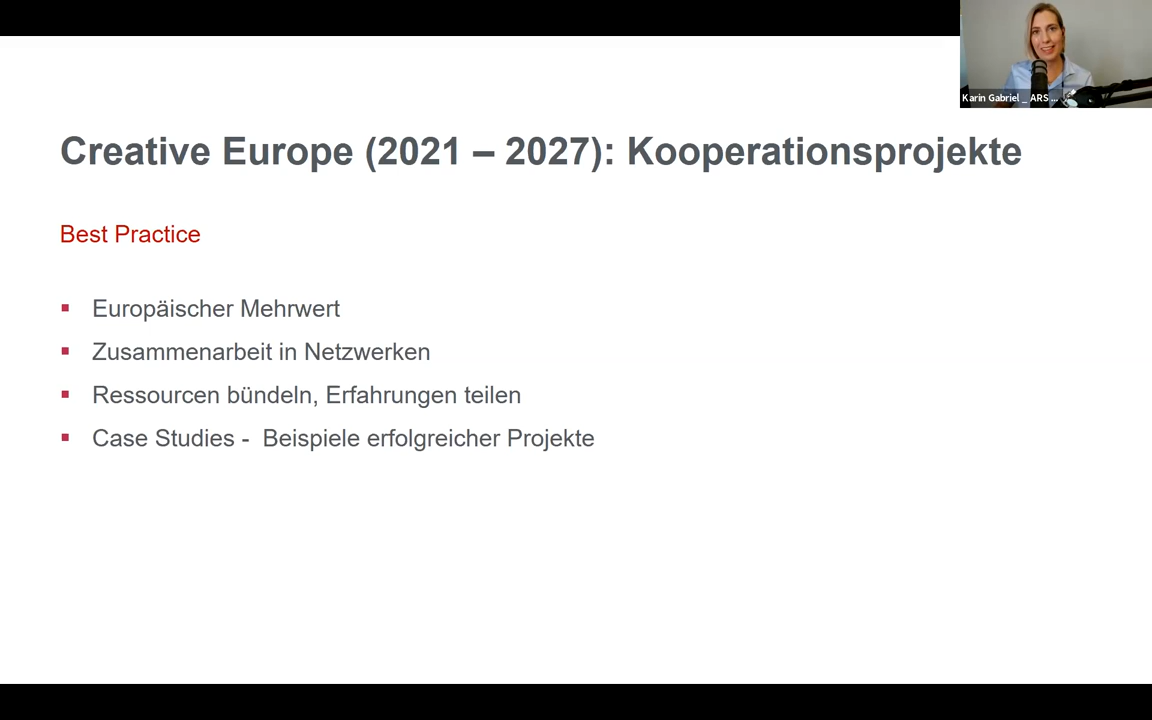 Karin Gabriel _ ARS ...
Creative Europe (2021 – 2027): Kooperationsprojekte
Best Practice
▪ Europäischer Mehrwert
▪ Zusammenarbeit in Netzwerken
▪ Ressourcen bündeln, Erfahrungen teilen
▪ Case Studies -  Beispiele erfolgreicher Projekte